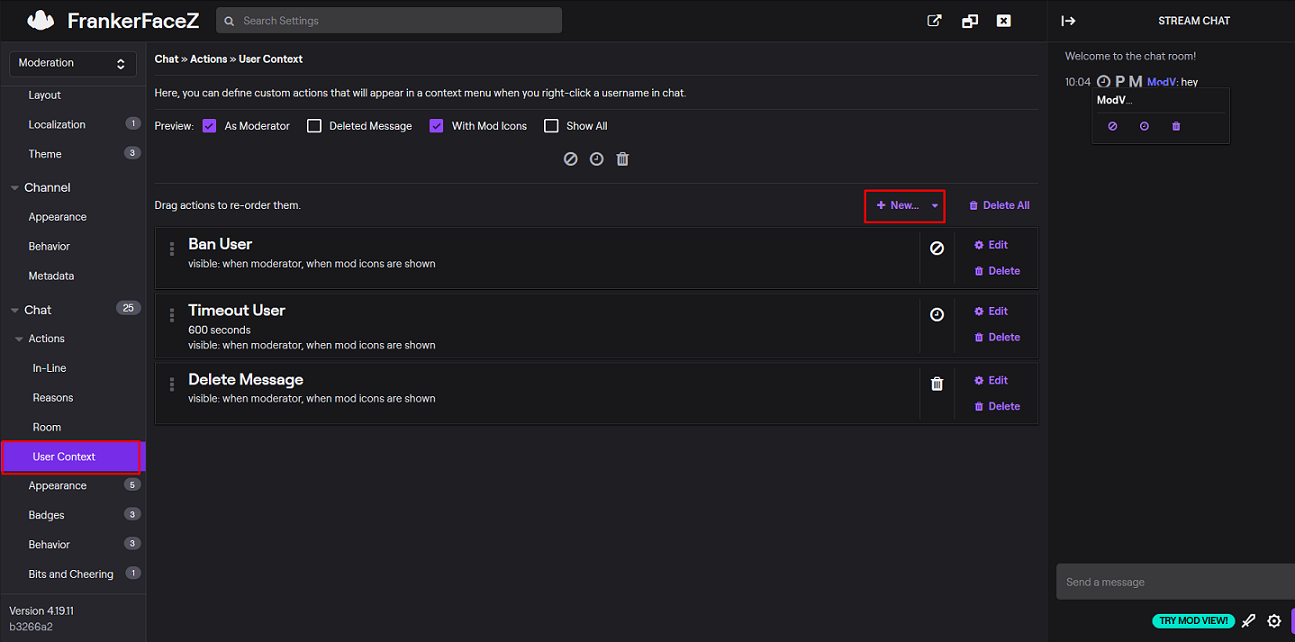 FrankerFaceZ
Search Settings
STREAM CHAT
Moderation
Layout
Localization 1
Theme 3
Channel
Appearance
Behavior
Metadata
Chat 25
Actions
In-Line
Reasons
Room
User Context
Appearance 5
Badges 3
Behavior 3
Bits and Cheering 1
Version 4.19.11
b3266a2
Chat » Actions » User Context
Here, you can define custom actions that will appear in a context menu when you right-click a username in chat.
Preview: As Moderator Deleted Message With Mod Icons Show All
Drag actions to re-order them.
New...
Delete All
Ban User
visible: when moderator, when mod icons are shown
Edit
Delete
Timeout User
600 seconds
visible: when moderator, when mod icons are shown
Edit
Delete
Delete Message
visible: when moderator, when mod icons are shown
Edit
Delete
Welcome to the chat room!
10:04 P M ModV: hey
ModV...
Send a message
TRY MOD VIEW!